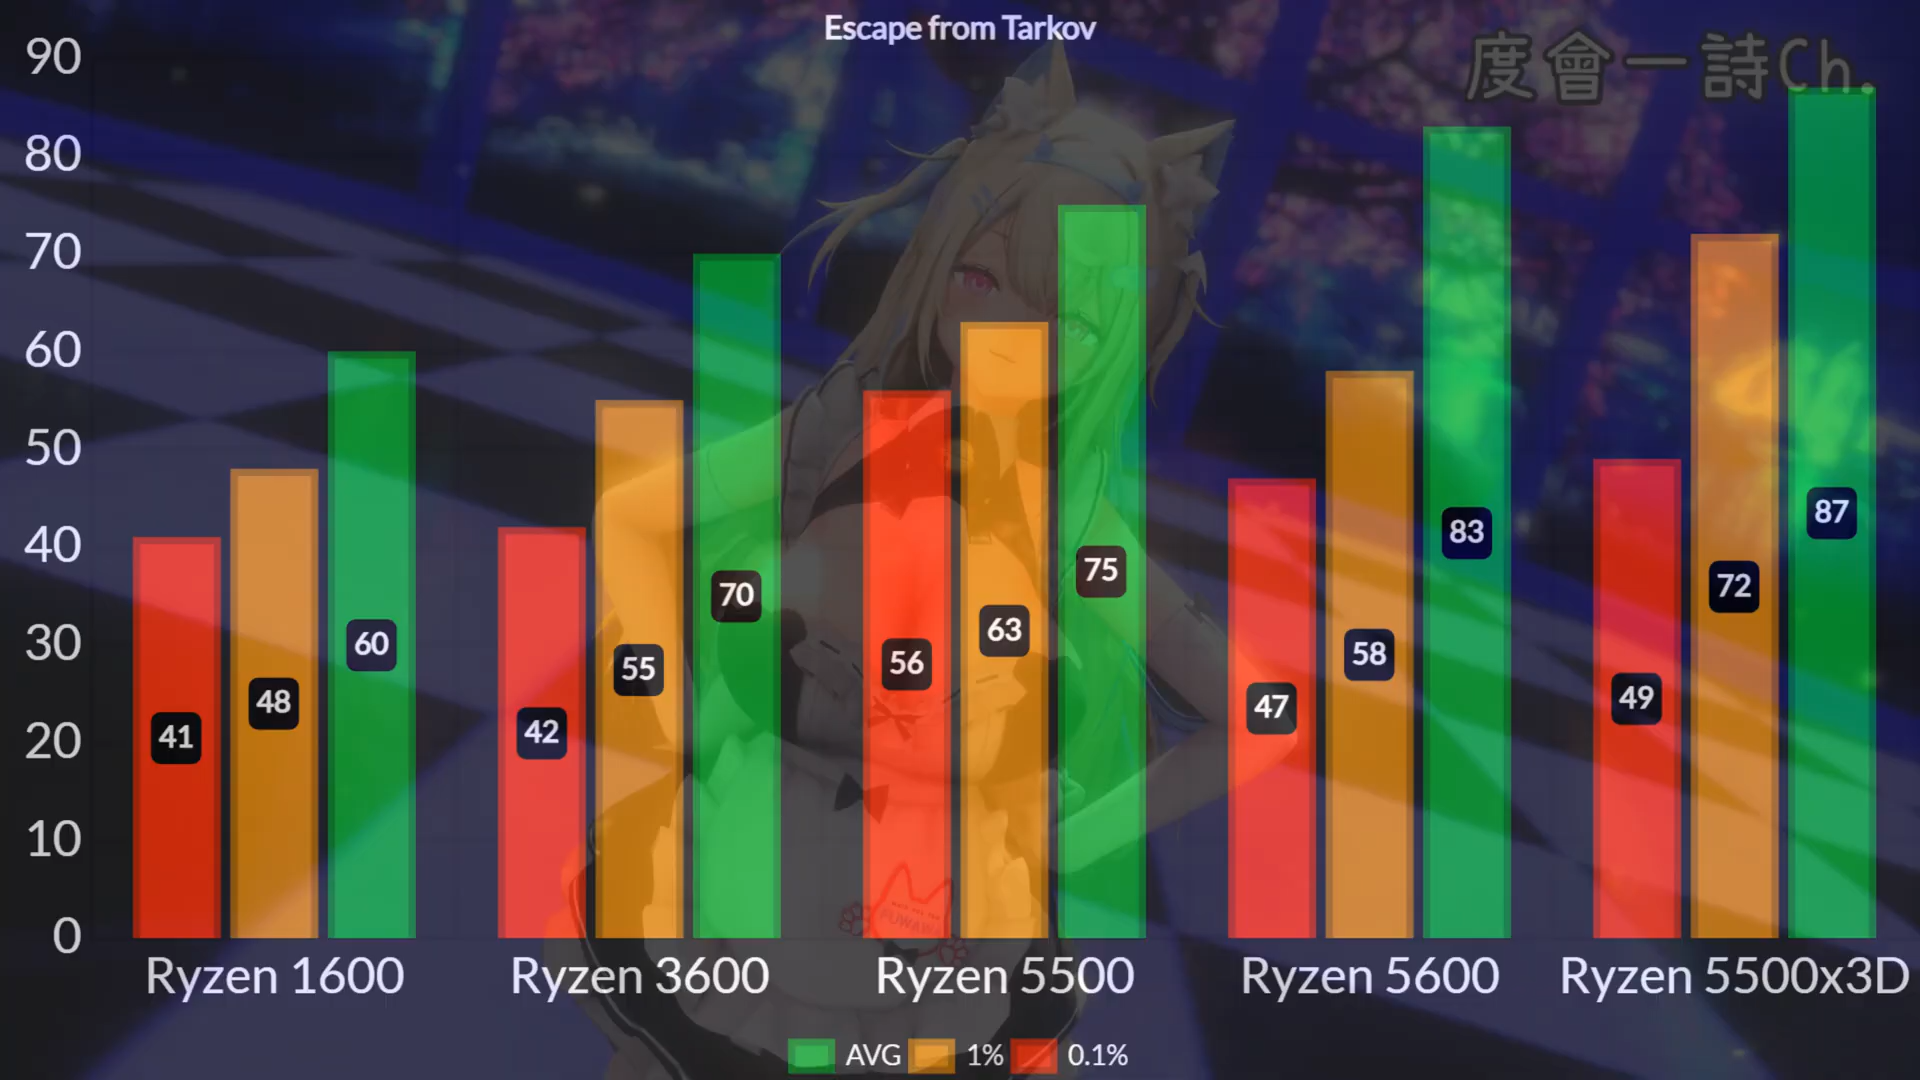 Escape from Tarkov
度會一詩Ch.
90
80
70
60
50
40
30
20
10
0
41
48
60
42
55
70
56
63
75
47
58
83
49
72
87
FUWAWA
Ryzen 1600
Ryzen 3600
Ryzen 5500
Ryzen 5600
Ryzen 5500x3D
AVG 1% 0.1%